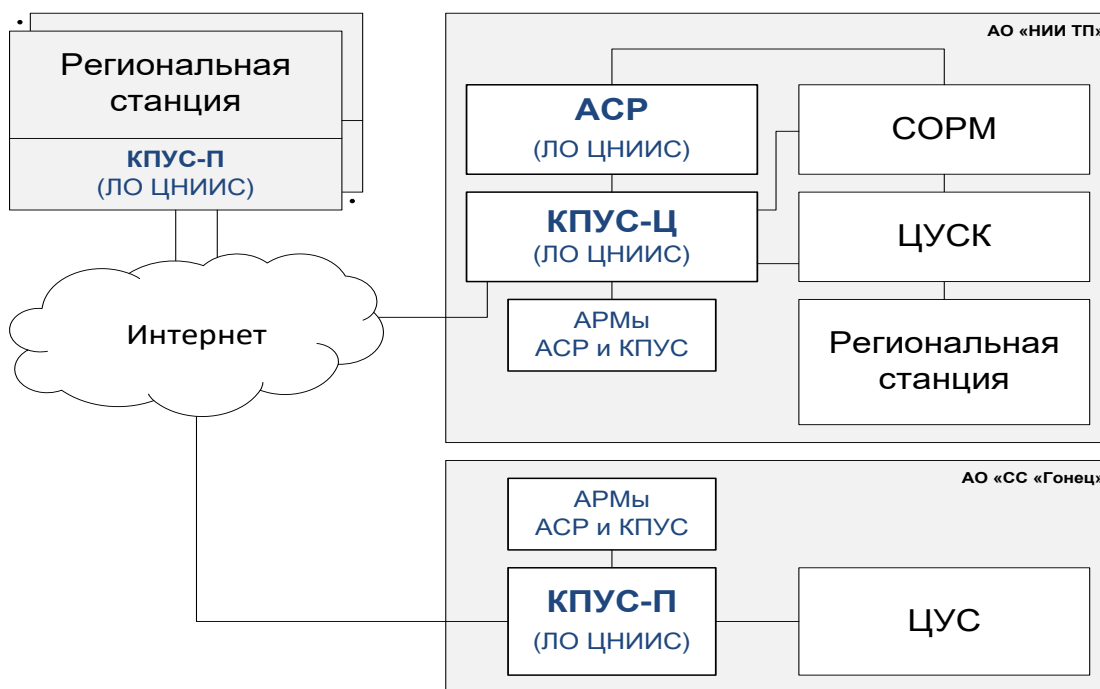 Региональная
станция
КПУС-П
(ЛО ЦНИИС)
Интернет
АО «НИИ ТП»
АСР
(ЛО ЦНИИС)
СОРМ
КПУС-Ц
(ЛО ЦНИИС)
ЦУСК
АРМы
АСР и КПУС
Региональная
станция
АО «СС «Гонец»
АРМы
АСР и КПУС
КПУС-П
(ЛО ЦНИИС)
ЦУС